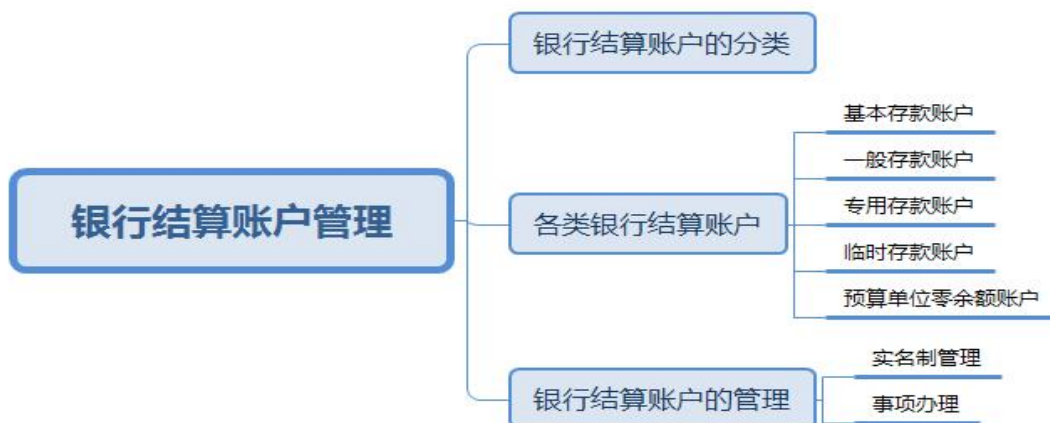 银行结算账户管理
银行结算账户的分类
各类银行结算账户
基本存款账户
一般存款账户
专用存款账户
临时存款账户
预算单位零余额账户
银行结算账户的管理
实名制管理
事项办理